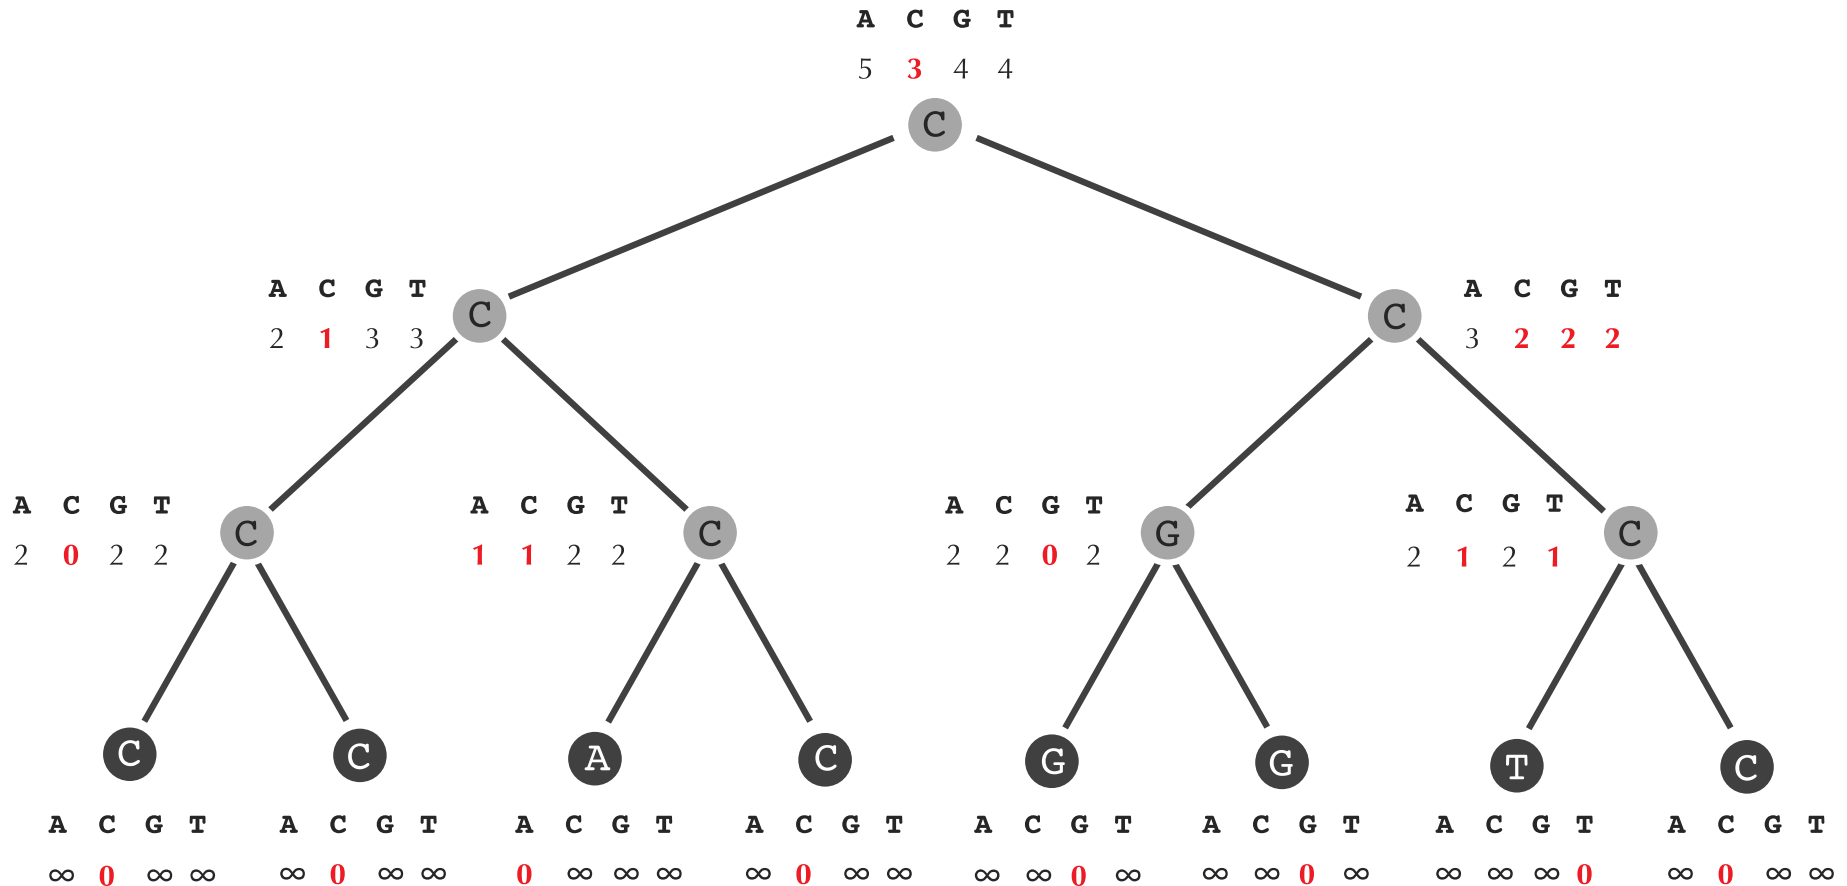 A C G T
5 3 4 4
C
A C G T
2 1 3 3
C
C
A C G T
3 2 2 2
A C G T
2 0 2 2
C
A C G T
1 1 2 2
C
A C G T
2 2 0 2
G
A C G T
2 1 2 1
C
C
C
A
C
G
G
T
C
A C G T
∞ 0 ∞ ∞
A C G T
∞ 0 ∞ ∞
A C G T
0 ∞ ∞ ∞
A C G T
∞ 0 ∞ ∞
A C G T
∞ ∞ 0 ∞
A C G T
∞ ∞ 0 ∞
A C G T
∞ ∞ ∞ 0
A C G T
∞ 0 ∞ ∞